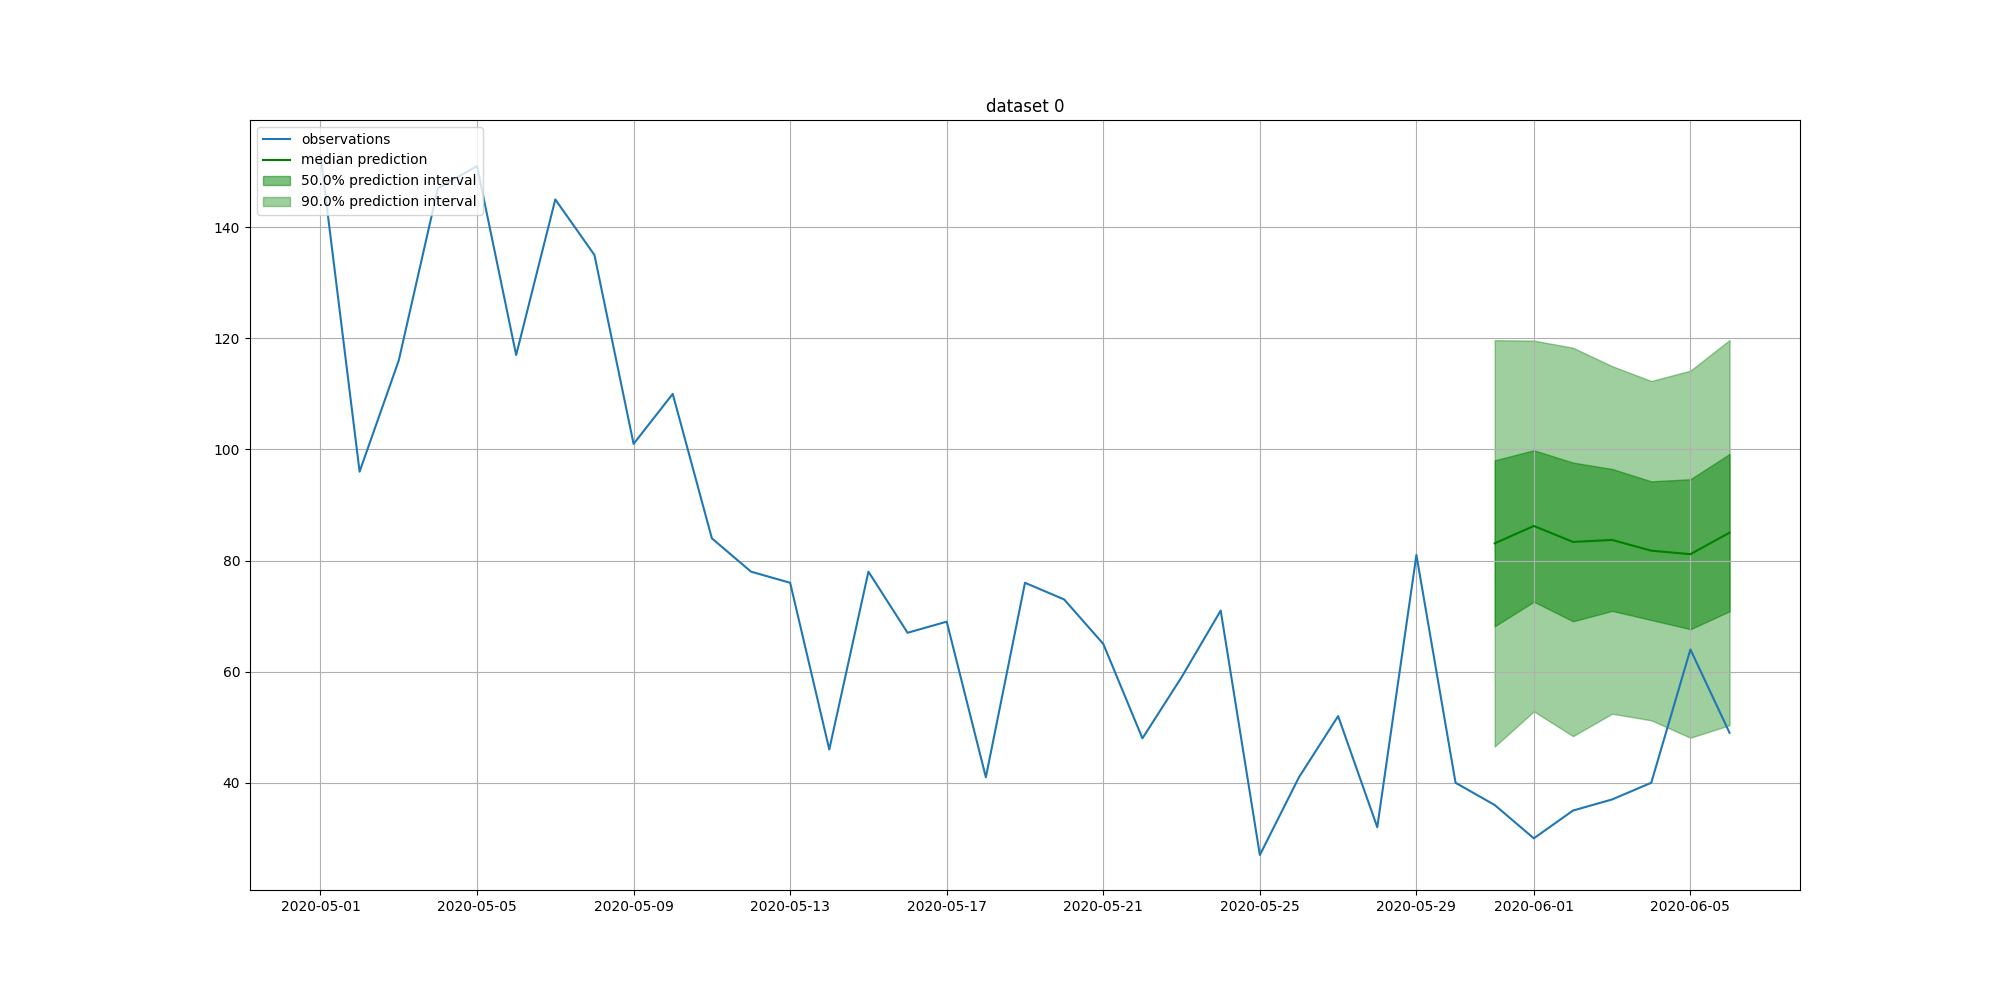 dataset 0
observations
median prediction
50.0% prediction interval
90.0% prediction interval
140
120
100
80
60
40
2020-05-01 2020-05-05 2020-05-09 2020-05-13 2020-05-17 2020-05-21 2020-05-25 2020-05-29 2020-06-01 2020-06-05